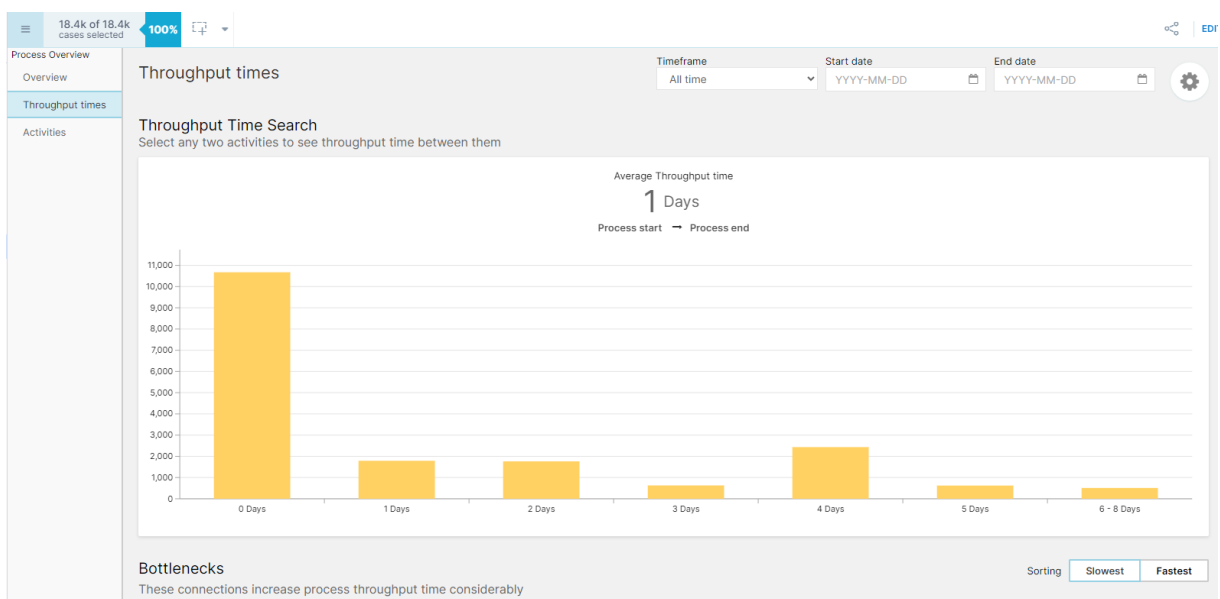 18.4k of 18.4k
cases selected
100%
EDIT
Process Overview
Overview
Throughput times
Activities
Throughput times
Timeframe
All time
Start date
YYYY-MM-DD
End date
YYYY-MM-DD
Throughput Time Search
Select any two activities to see throughput time between them
Average Throughput time
1 Days
Process start → Process end
11,000
10,000
9,000
8,000
7,000
6,000
5,000
4,000
3,000
2,000
1,000
0
0 Days 1 Days 2 Days 3 Days 4 Days 5 Days 6 - 8 Days
Bottlenecks
These connections increase process throughput time considerably
Sorting Slowest Fastest